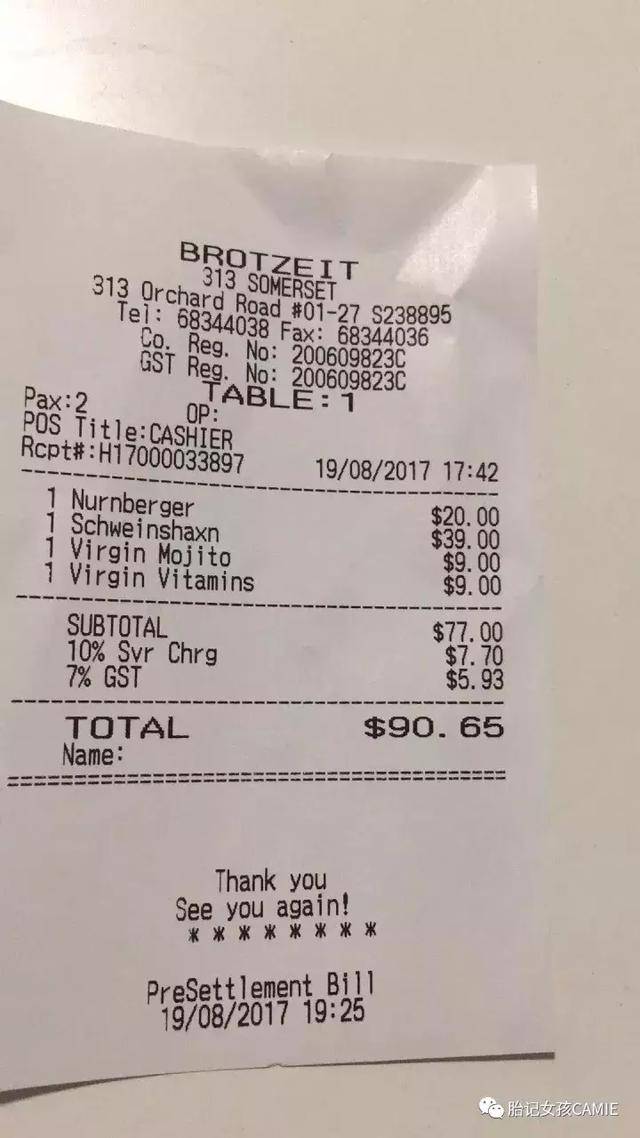 BROTZEIT
313 SOMERSET
313 Orchard Road #01-27 S238895
Tel: 68344038 Fax: 68344036
Co. Reg. No: 200609823C
GST Reg. No: 200609823C
TABLE:1
Pax:2 OP:
POS Title:CASHIER
Rcpt#:H17000033897 19/08/2017 17:42
1 Nurnberger $20.00
1 Schweinshaxn $39.00
1 Virgin Mojito $9.00
1 Virgin Vitamins $9.00
SUBTOTAL $77.00
10% Svr Chrg $7.70
7% GST $5.93
TOTAL $90.65
Name:
Thank you
See you again!
* * * * * * * *
PreSettlement Bill
19/08/2017 19:25
胎记女孩CAMIE